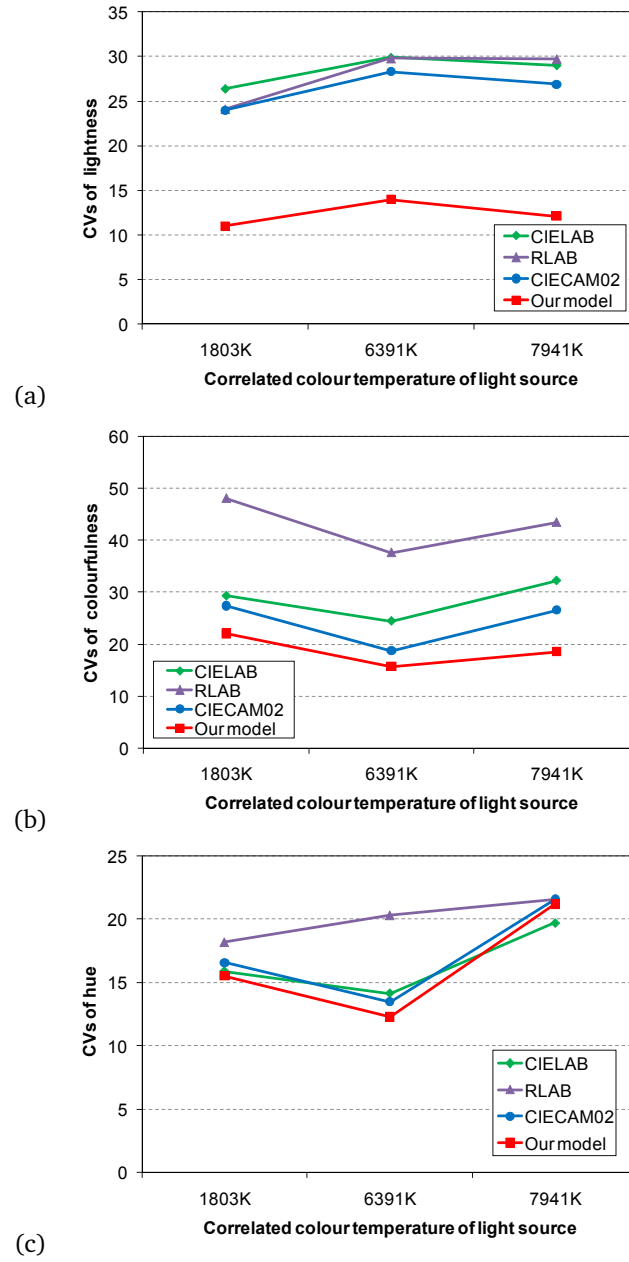 35
30
25
20
15
10
5
0
CVs of lightness
CIELAB
RLAB
CIECAM02
Our model
1803K 6391K 7941K
Correlated colour temperature of light source
(a)
60
50
40
30
20
10
0
CVs of colourfulness
CIELAB
RLAB
CIECAM02
Our model
1803K 6391K 7941K
Correlated colour temperature of light source
(b)
25
20
15
10
5
0
CVs of hue
CIELAB
RLAB
CIECAM02
Our model
1803K 6391K 7941K
Correlated colour temperature of light source
(c)